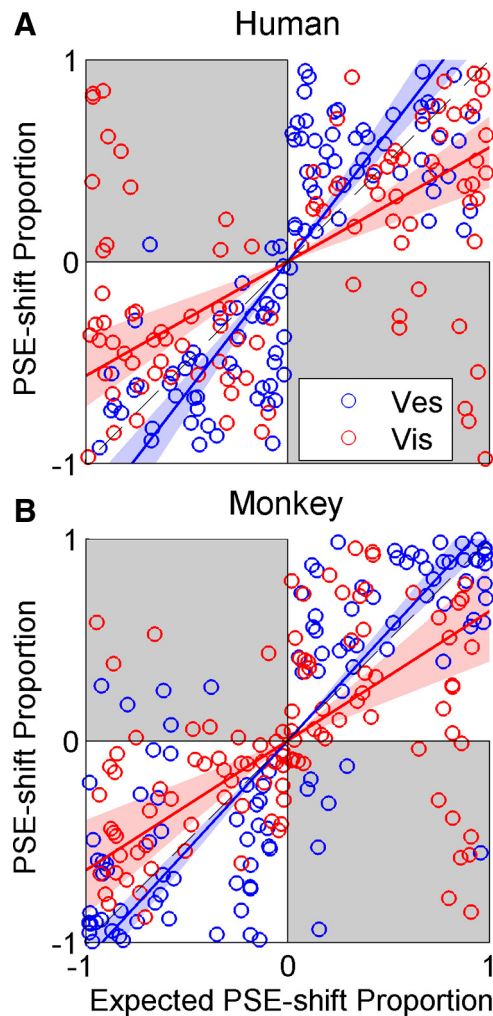 A
Human
1
PSE-shift Proportion
0
Ves
Vis
-1
B
Monkey
1
PSE-shift Proportion
0
-1
-1 0 1
Expected PSE-shift Proportion